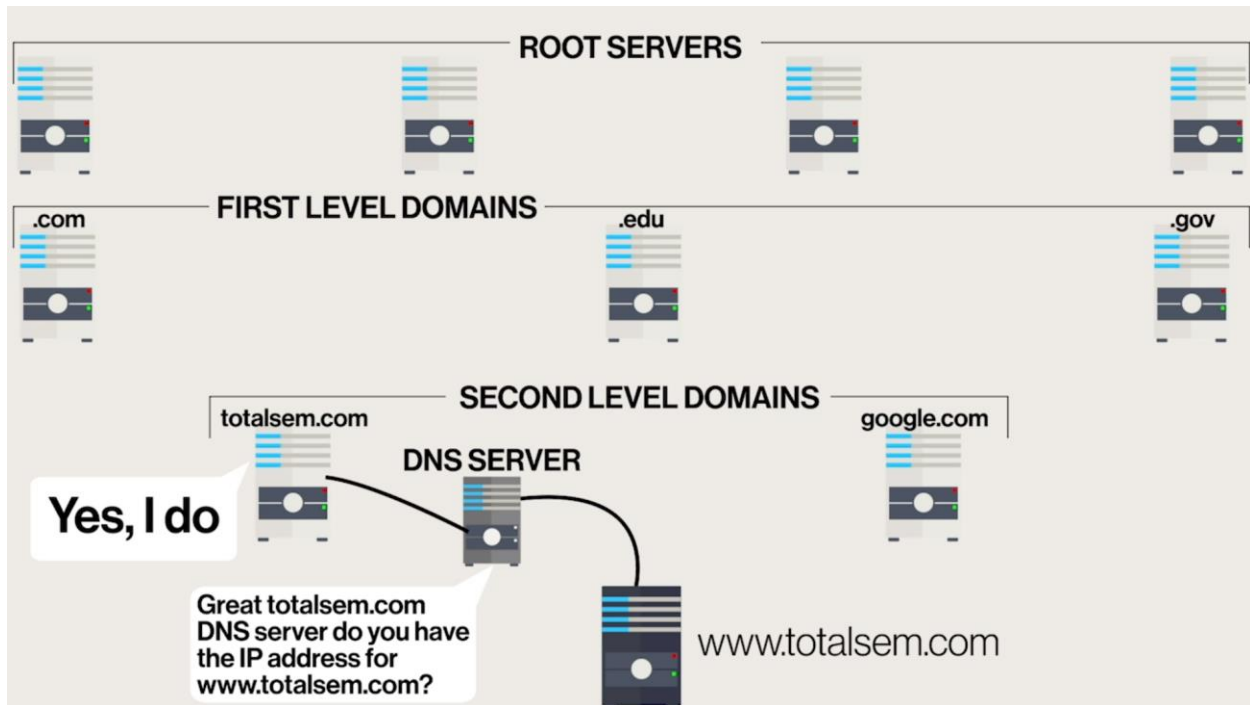 ROOT SERVERS
FIRST LEVEL DOMAINS
.com
.edu
.gov
SECOND LEVEL DOMAINS
totalsem.com
google.com
DNS SERVER
Yes, I do
Great totalsem.com
DNS server do you have
the IP address for
www.totalsem.com?
www.totalsem.com